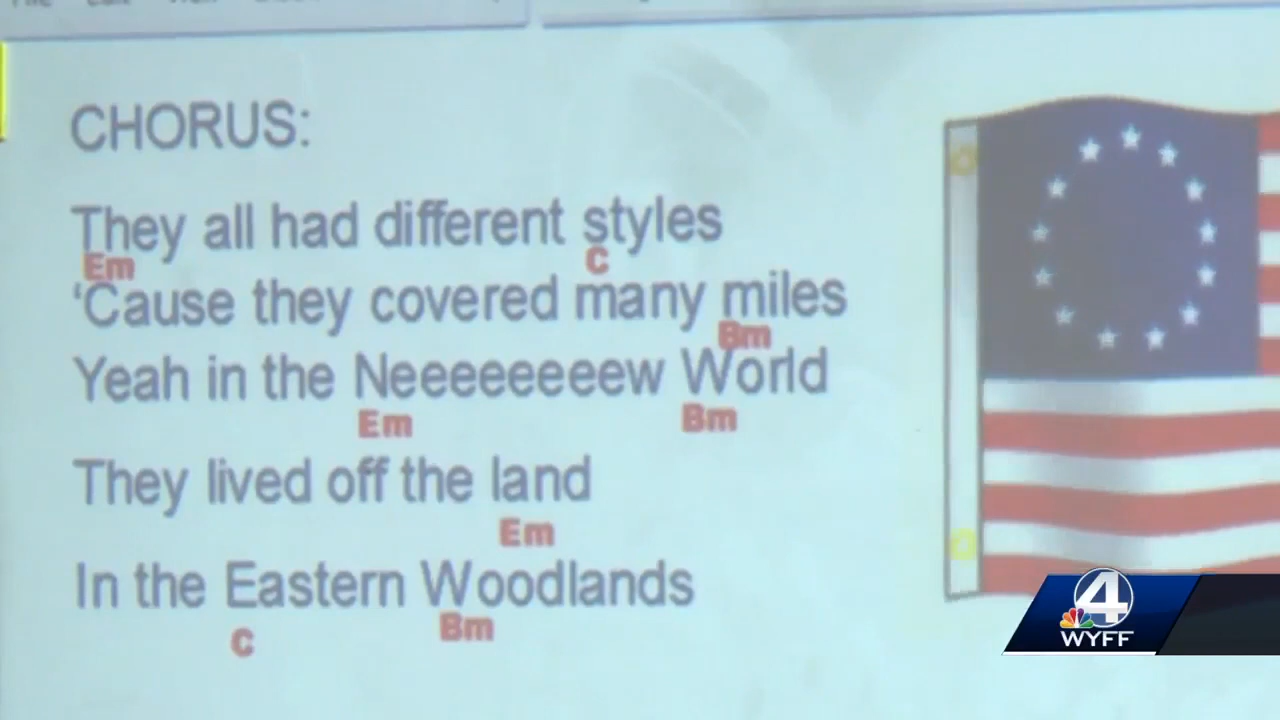 CHORUS:
They all had different styles
Em C
‘Cause they covered many miles
Bm
Yeah in the Neeeeeeeew World
Em Bm
They lived off the land
Em
In the Eastern Woodlands
C Bm
4
WYFF